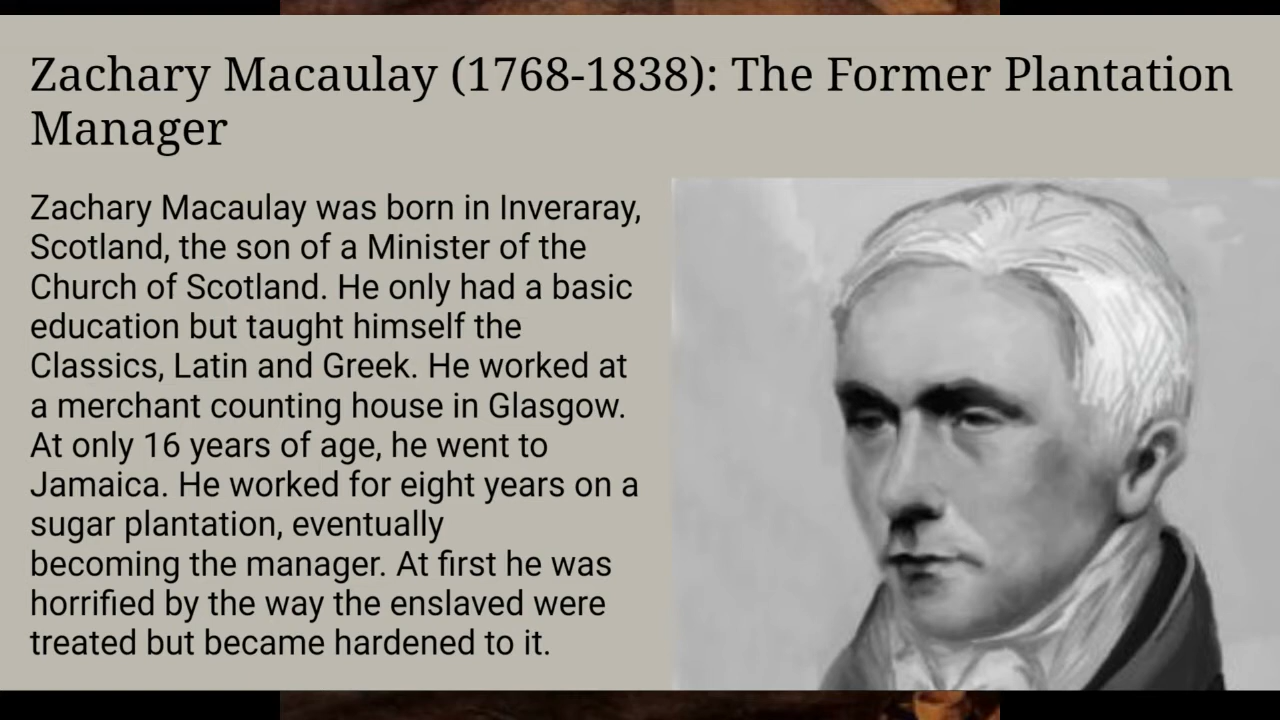 Zachary Macaulay (1768-1838): The Former Plantation
Manager
Zachary Macaulay was born in Inveraray,
Scotland, the son of a Minister of the
Church of Scotland. He only had a basic
education but taught himself the
Classics, Latin and Greek. He worked at
a merchant counting house in Glasgow.
At only 16 years of age, he went to
Jamaica. He worked for eight years on a
sugar plantation, eventually
becoming the manager. At first he was
horrified by the way the enslaved were
treated but became hardened to it.